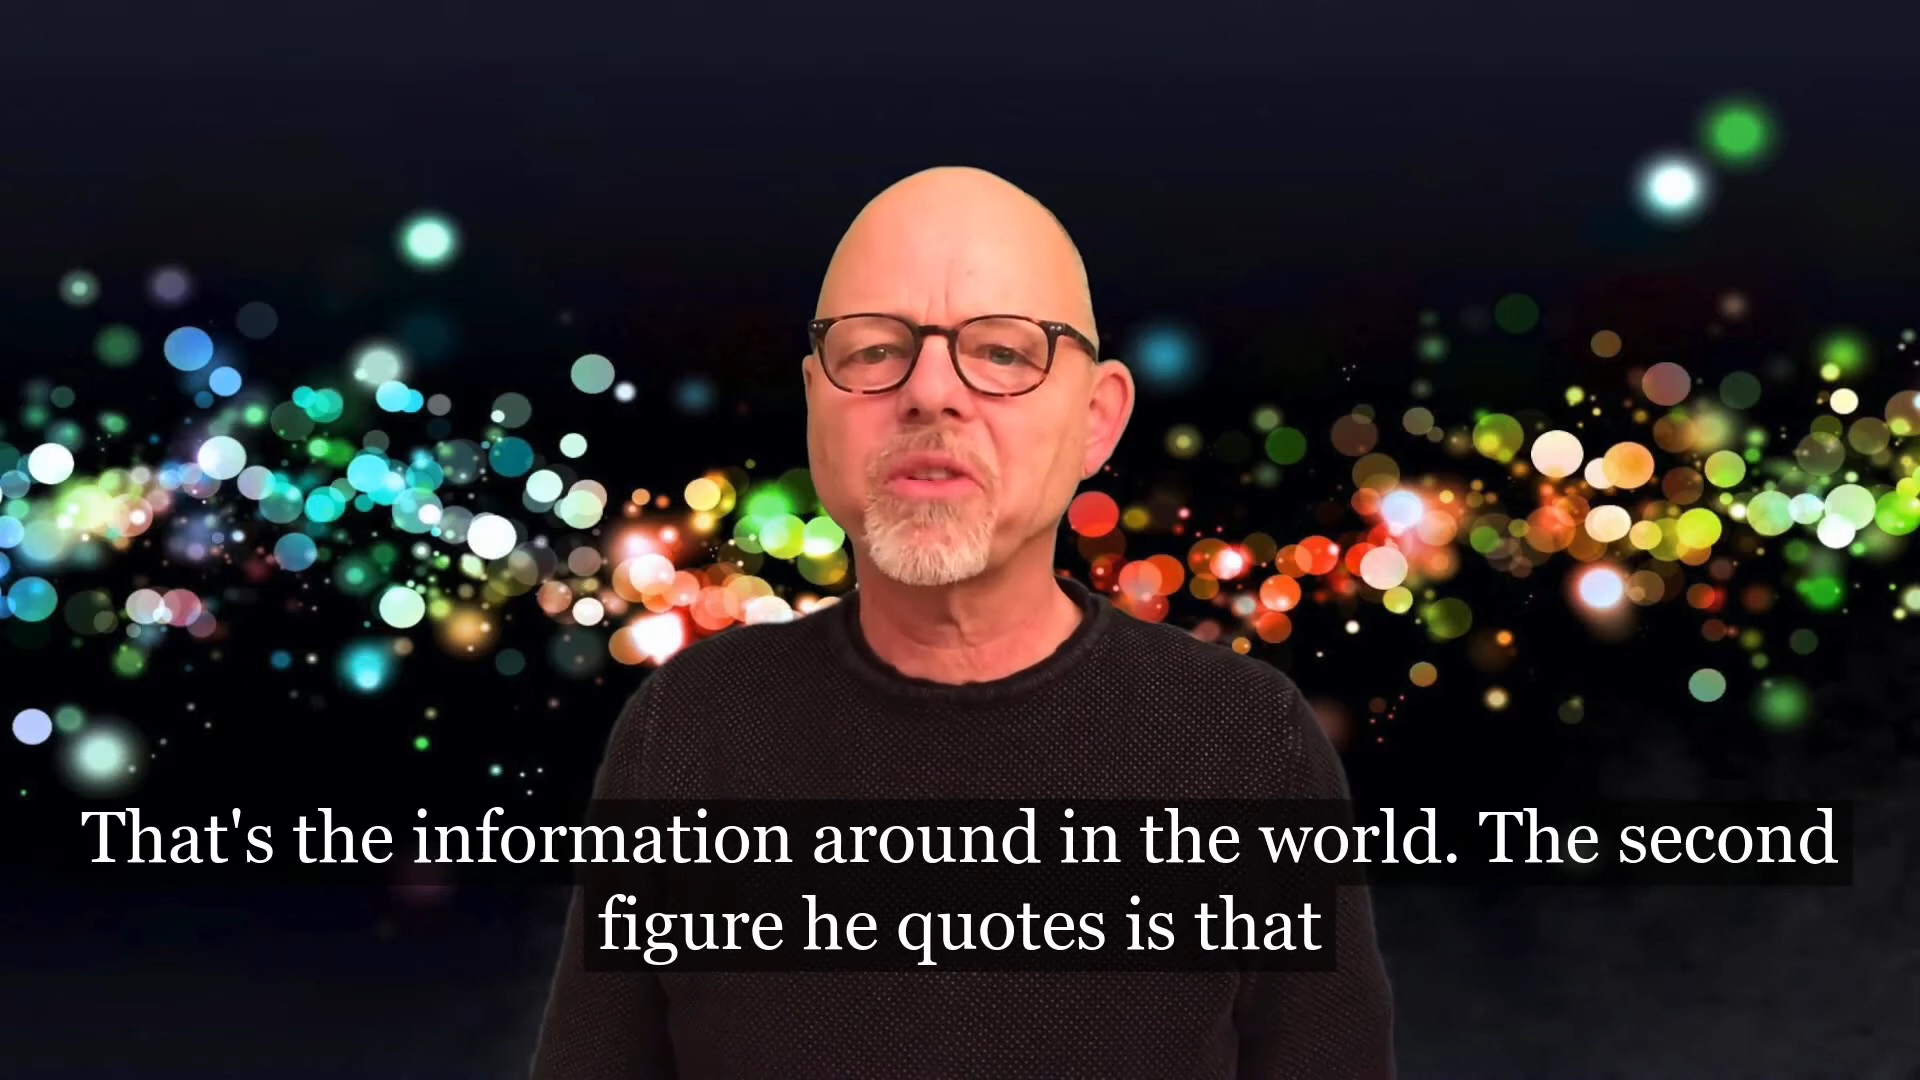 That's the information around in the world. The second
figure he quotes is that